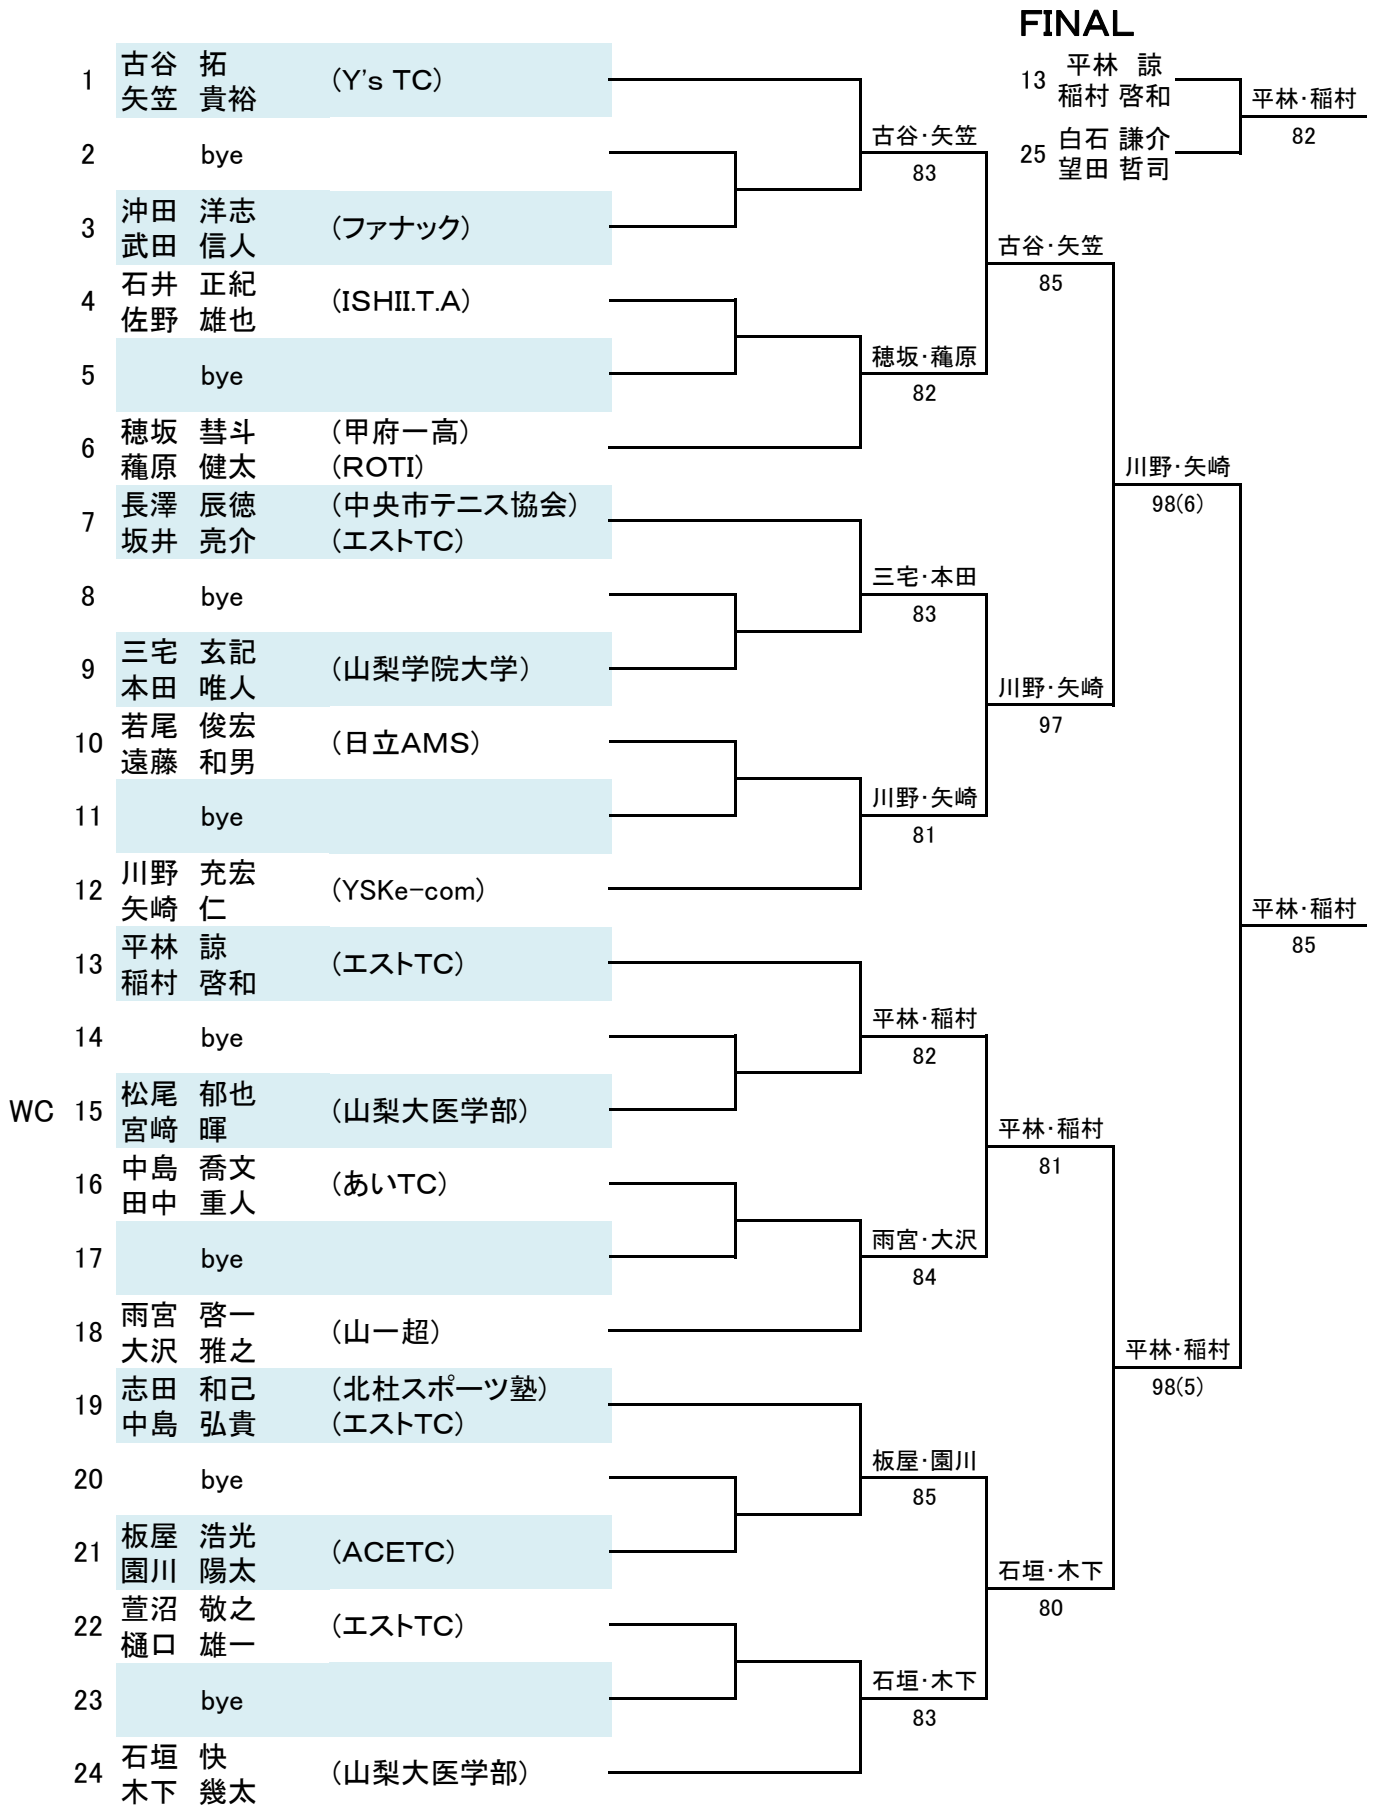 FINAL
13 平林 諒
稲村 啓和
25 白石 謙介
望田 哲司
平林・稲村
82
1 古谷 拓
矢笠 貴裕
(Y's TC)
2 bye
3 沖田 洋志
武田 信人
(ファナック)
4 石井 正紀
佐野 雄也
(ISHII.T.A)
5 bye
6 穂坂 彗斗 (甲府一高)
蘒原 健太 (ROTI)
7 長澤 辰徳 (中央市テニス協会)
坂井 亮介 (エストTC)
8 bye
9 三宅 玄記
本田 唯人
(山梨学院大学)
10 若尾 俊宏
遠藤 和男
(日立AMS)
11 bye
12 川野 充宏
矢崎 仁
(YSKe-com)
13 平林 諒
稲村 啓和
(エストTC)
14 bye
WC 15 松尾 郁也
宮﨑 暉
(山梨大医学部)
16 中島 喬文
田中 重人
(あいTC)
17 bye
18 雨宮 啓一
大沢 雅之
(山一超)
19 志田 和己 (北杜スポーツ塾)
中島 弘貴 (エストTC)
20 bye
21 板屋 浩光
園川 陽太
(ACETC)
22 萱沼 敬之
樋口 雄一
(エストTC)
23 bye
24 石垣 快
木下 幾太
(山梨大医学部)
古谷・矢笠
83
穂坂・蘒原
82
三宅・本田
83
川野・矢崎
81
平林・稲村
82
雨宮・大沢
84
板屋・園川
85
石垣・木下
83
古谷・矢笠
85
川野・矢崎
97
平林・稲村
81
石垣・木下
80
川野・矢崎
98(6)
平林・稲村
98(5)
平林・稲村
85